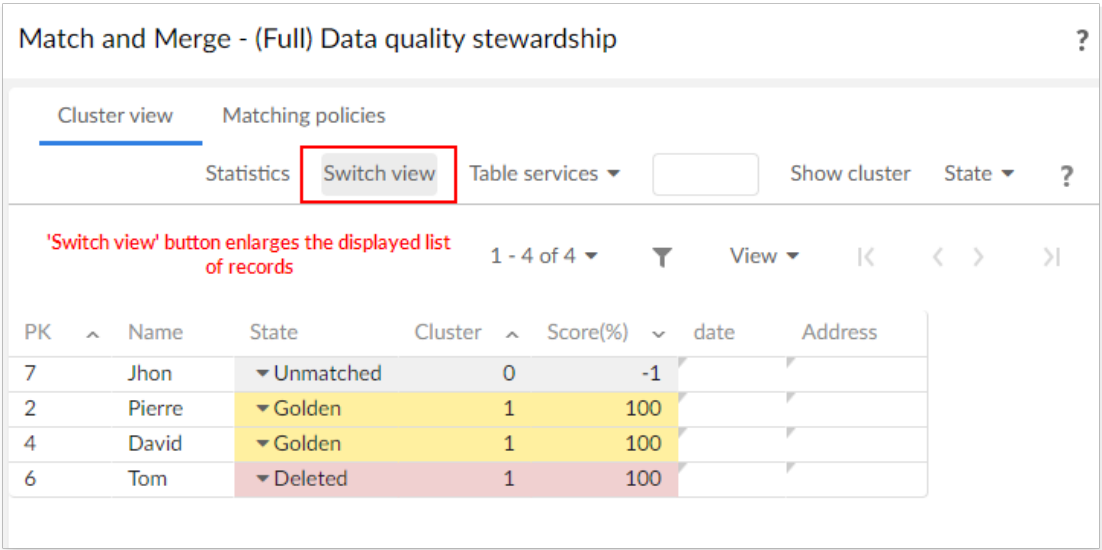 Match and Merge - (Full) Data quality stewardship ?
Cluster view Matching policies
Statistics Switch view Table services Show cluster State ?
'Switch view' button enlarges the displayed list
of records
1 - 4 of 4 View
PK Name State Cluster Score(%) date Address
7 Jhon Unmatched 0 -1
2 Pierre Golden 1 100
4 David Golden 1 100
6 Tom Deleted 1 100